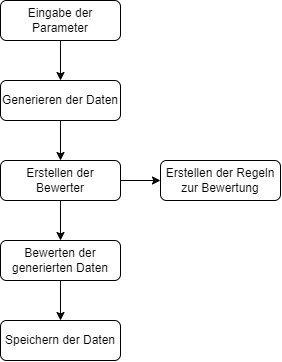 Eingabe der
Parameter
Generieren der Daten
Erstellen der
Bewerter
Erstellen der Regeln
zur Bewertung
Bewerten der
generierten Daten
Speichern der Daten